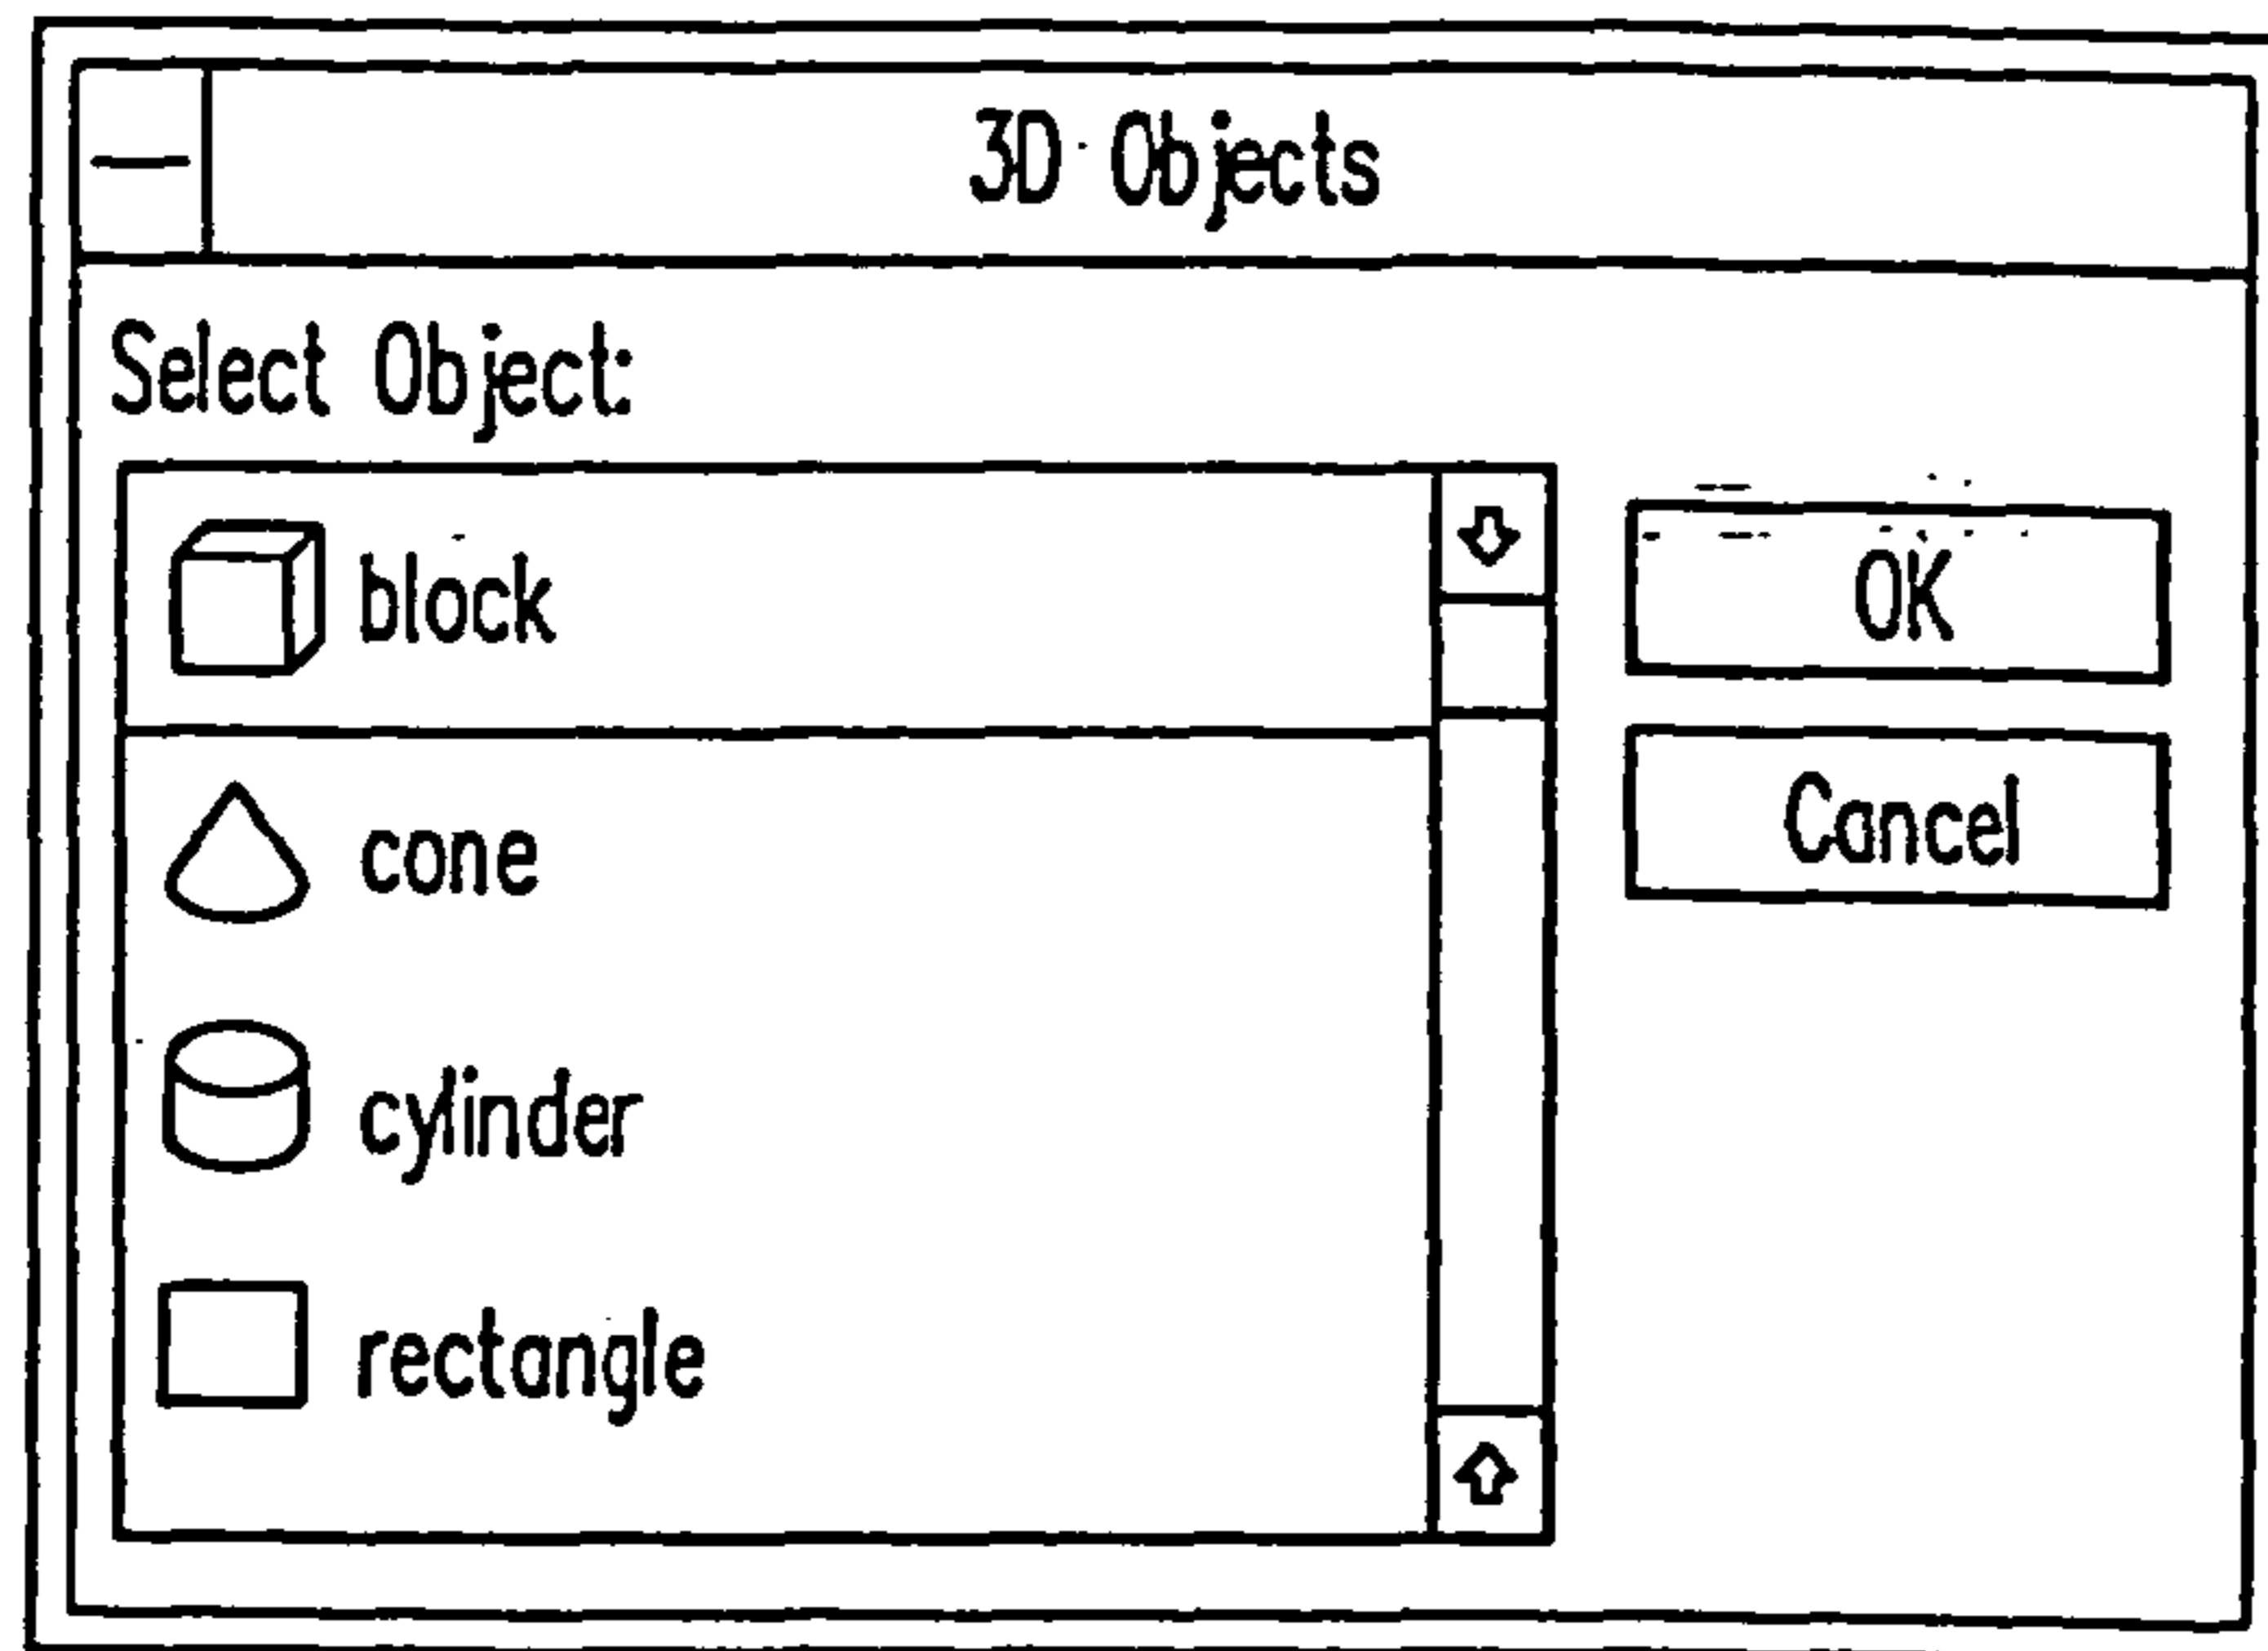 3D Objects
Select Object:
block
OK
cone
Cancel
cylinder
rectangle